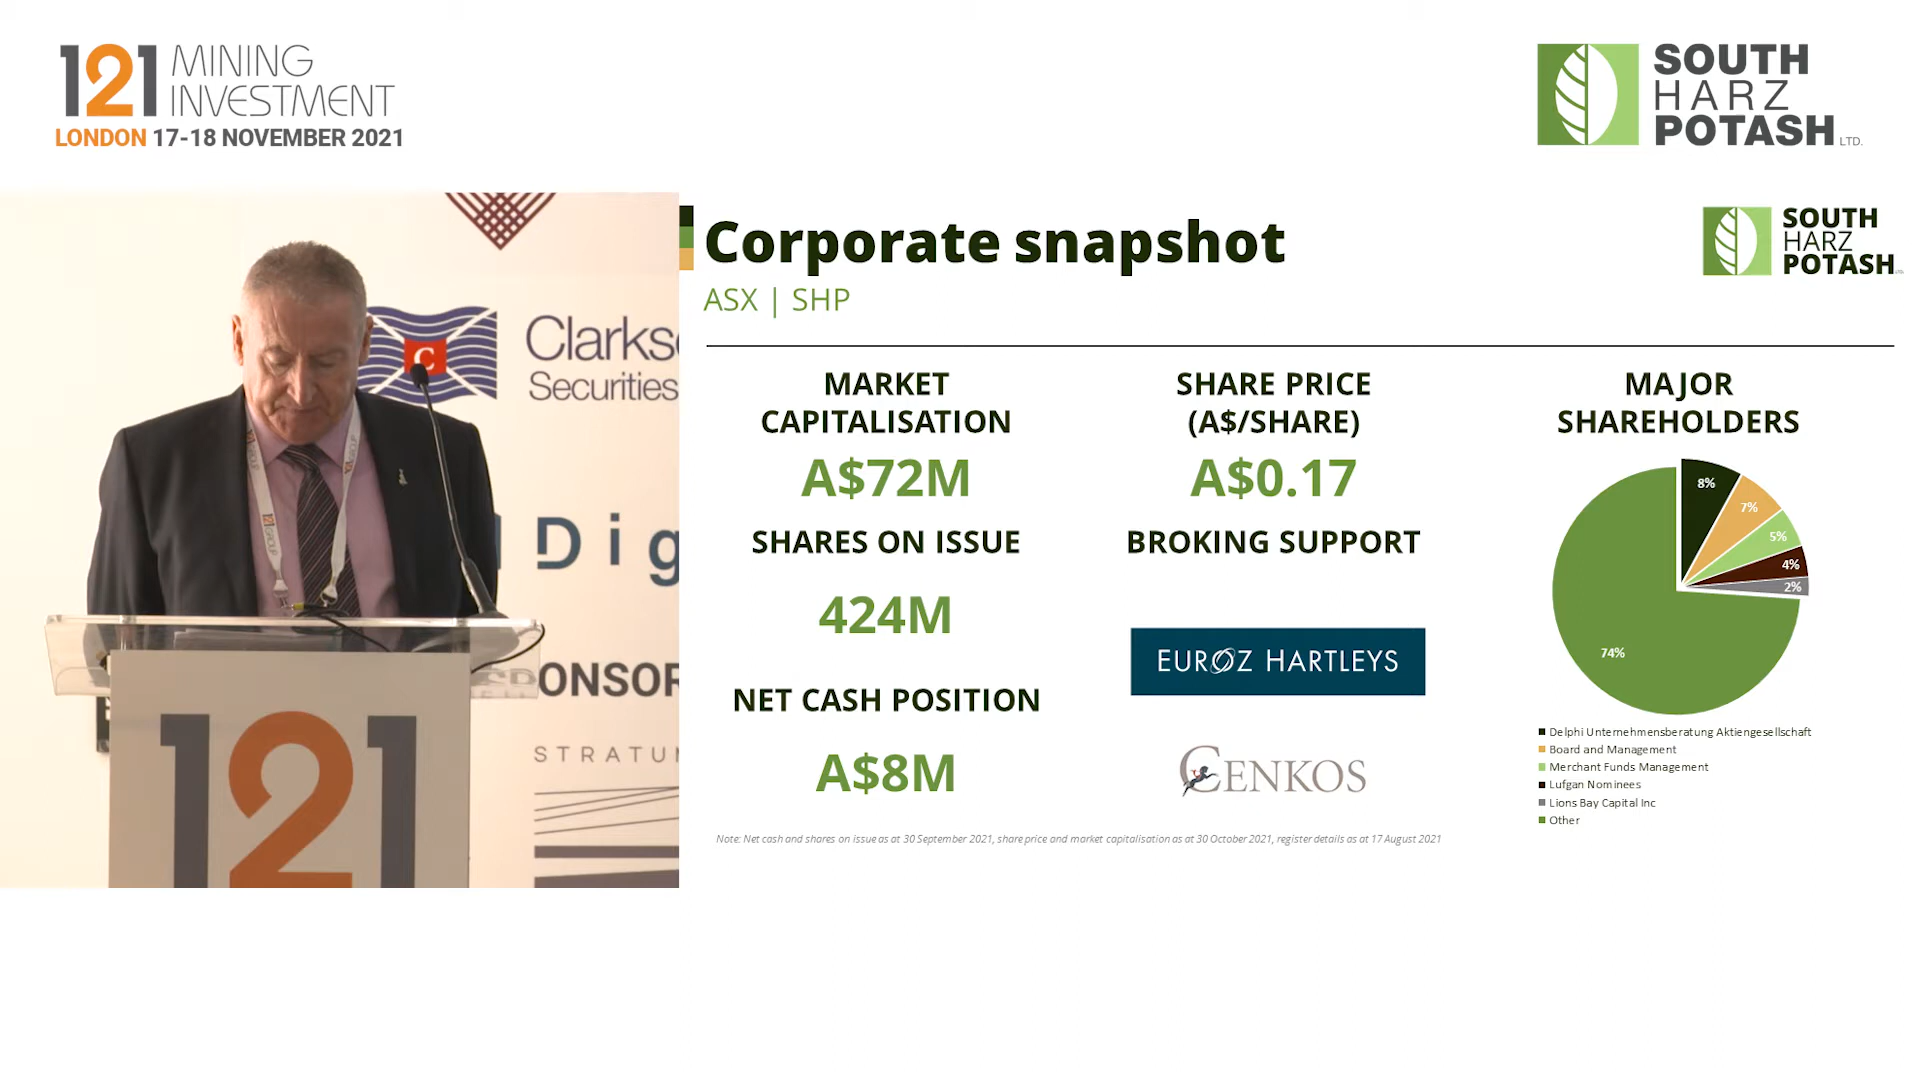 121 MINING
INVESTMENT
LONDON 17-18 NOVEMBER 2021
SOUTH
HARZ
POTASH LTD.
Corporate snapshot
ASX | SHP
SOUTH
HARZ
POTASH
MARKET
CAPITALISATION
A$72M
SHARES ON ISSUE
424M
NET CASH POSITION
A$8M
SHARE PRICE
(A$/SHARE)
A$0.17
BROKING SUPPORT
EUROZ HARTLEYS
CENKOS
MAJOR
SHAREHOLDERS
8%
7%
5%
4%
2%
74%
Delphi Unternehmensberatung Aktiengesellschaft
Board and Management
Merchant Funds Management
Lufgan Nominees
Lions Bay Capital Inc
Other
Note: Net cash and shares on issue as at 30 September 2021, share price and market capitalisation as at 30 October 2021, register details as at 17 August 2021
C
Clarks
Securities
Dig
ONSOR
STRATU
121